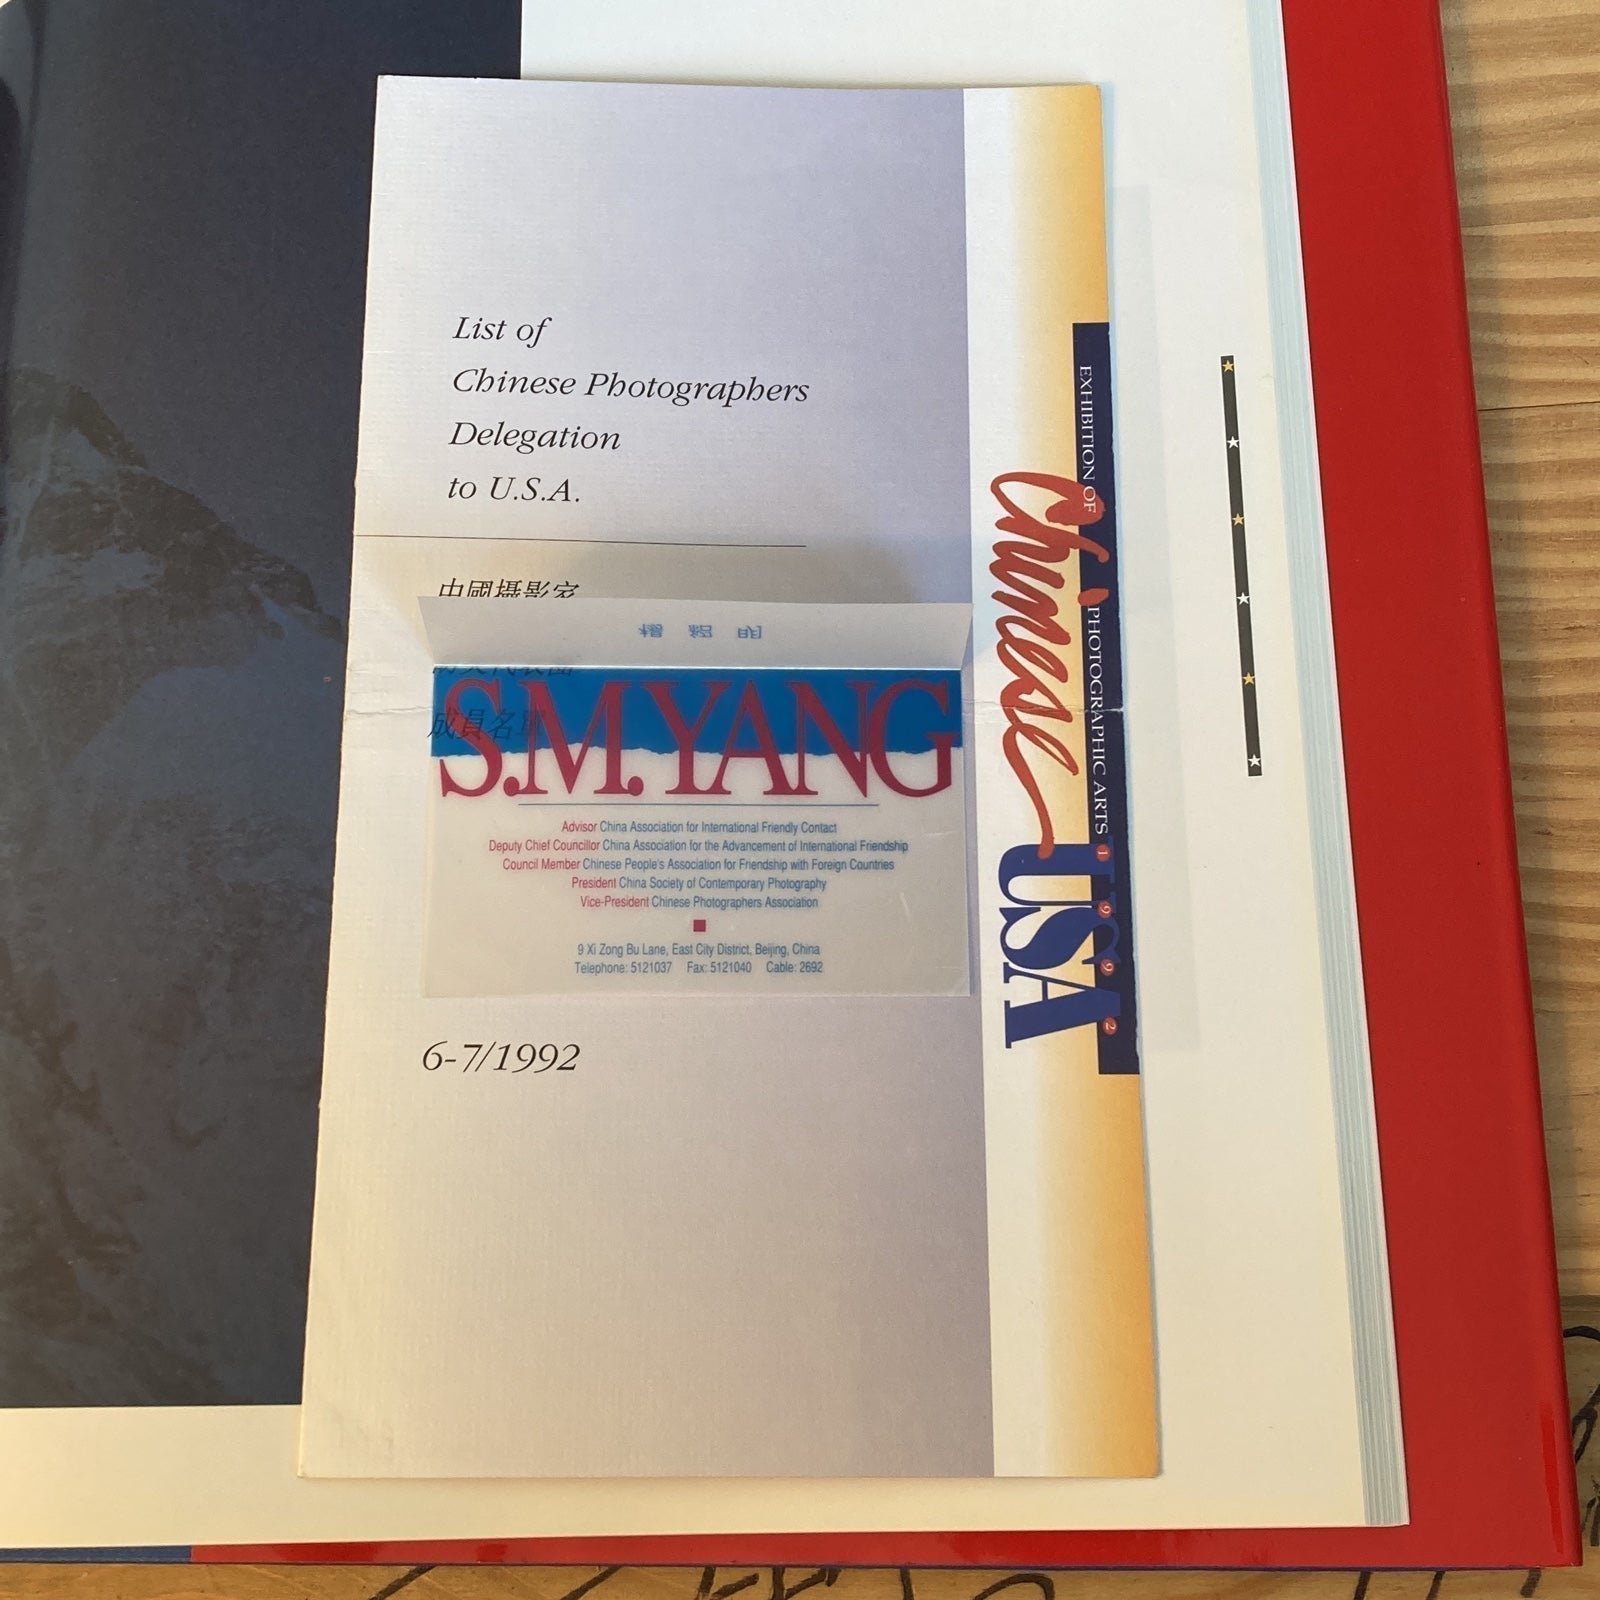 List of
Chinese Photographers
Delegation
to U.S.A.
中國攝影家
成員名單
楊 紹 明
S.M.YANG
Advisor China Association for International Friendly Contact
Deputy Chief Councillor China Association for the Advancement of International Friendship
Council Member Chinese People's Association for Friendship with Foreign Countries
President China Society of Contemporary Photography
Vice-President Chinese Photographers Association
9 Xi Zong Bu Lane, East City District, Beijing, China
Telephone: 5121037 Fax: 5121040 Cable: 2692
6-7/1992
EXHIBITION OF
Chinese
PHOTOGRAPHIC ARTS
USA
1992